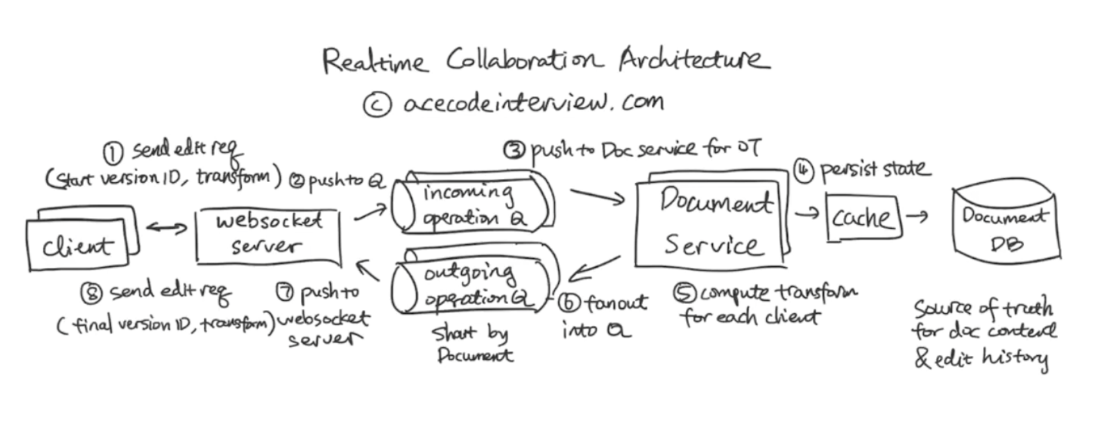 Realtime Collaboration Architecture
© acecodeinterview.com
① send edit req
(start version ID, transform)
② push to Q
③ push to Doc service for OT
④ persist state
client
websocket
server
incoming
operation Q
outgoing
operation Q
Document
Service
cache
Document
DB
⑧ send edit req
(final version ID, transform)
⑦ push to
websocket
server
by
Document
⑥ fanout
into Q
⑤ compute transform
for each client
Source of truth
for doc content
& edit history